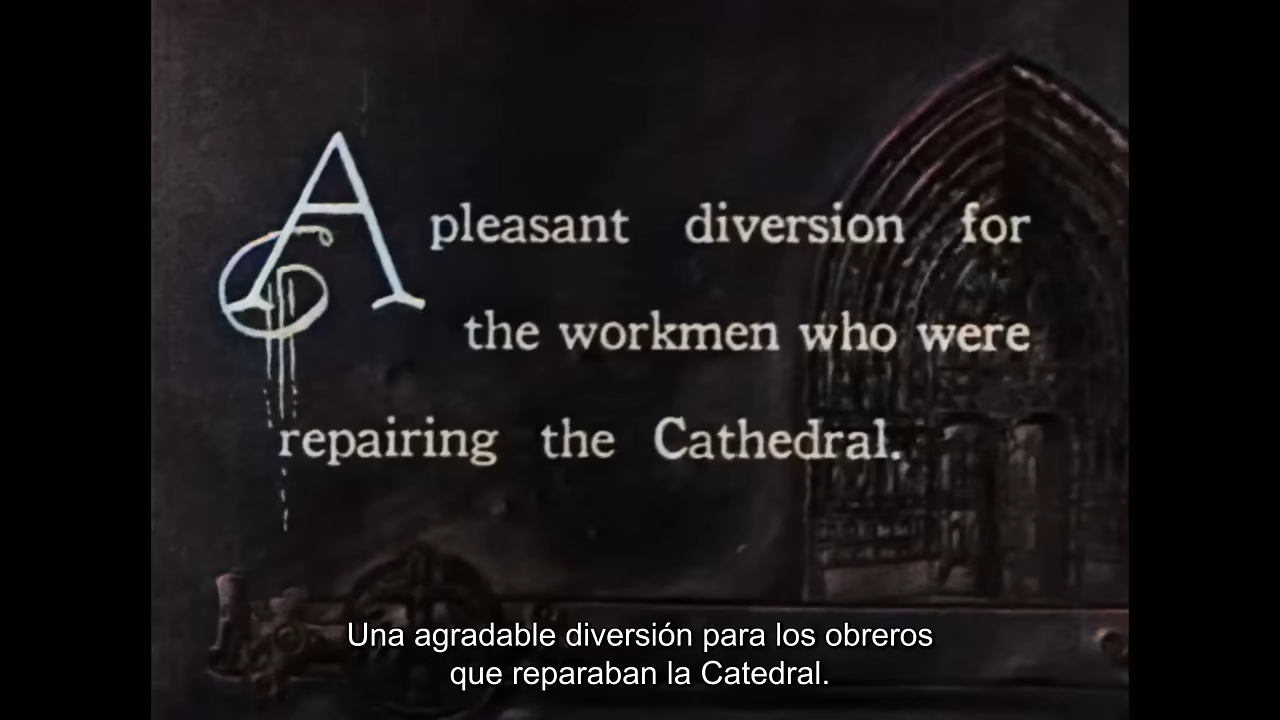 A pleasant diversion for
the workmen who were
repairing the Cathedral.
Una agradable diversión para los obreros
que reparaban la Catedral.